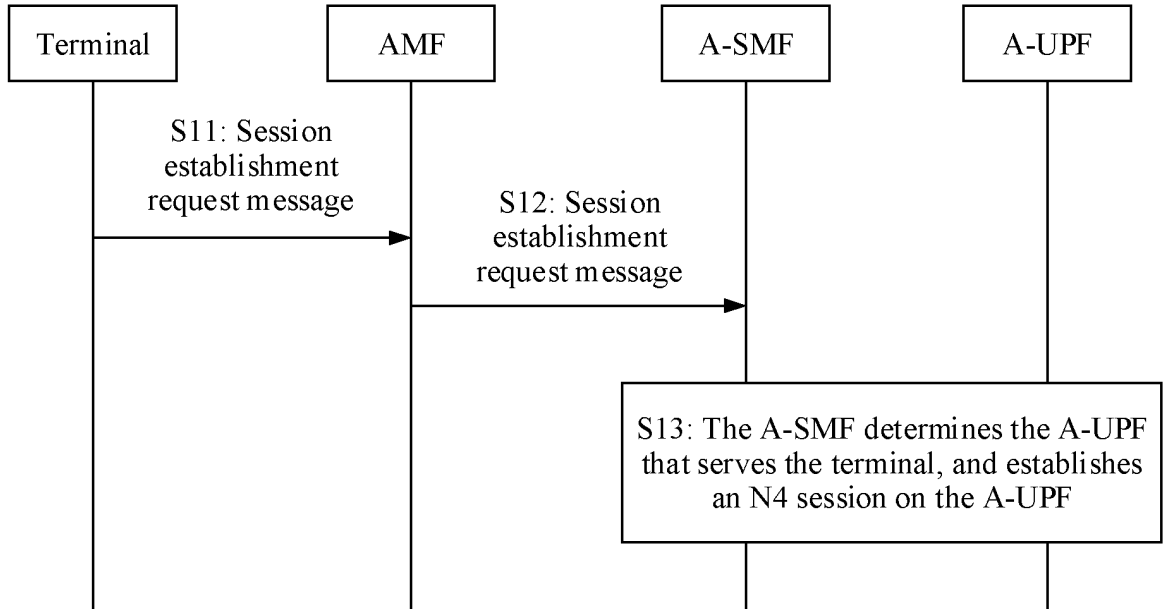 Terminal
AMF
A-SMF
A-UPF
S11: Session
establishment
request message
S12: Session
establishment
request message
S13: The A-SMF determines the A-UPF
that serves the terminal, and establishes
an N4 session on the A-UPF